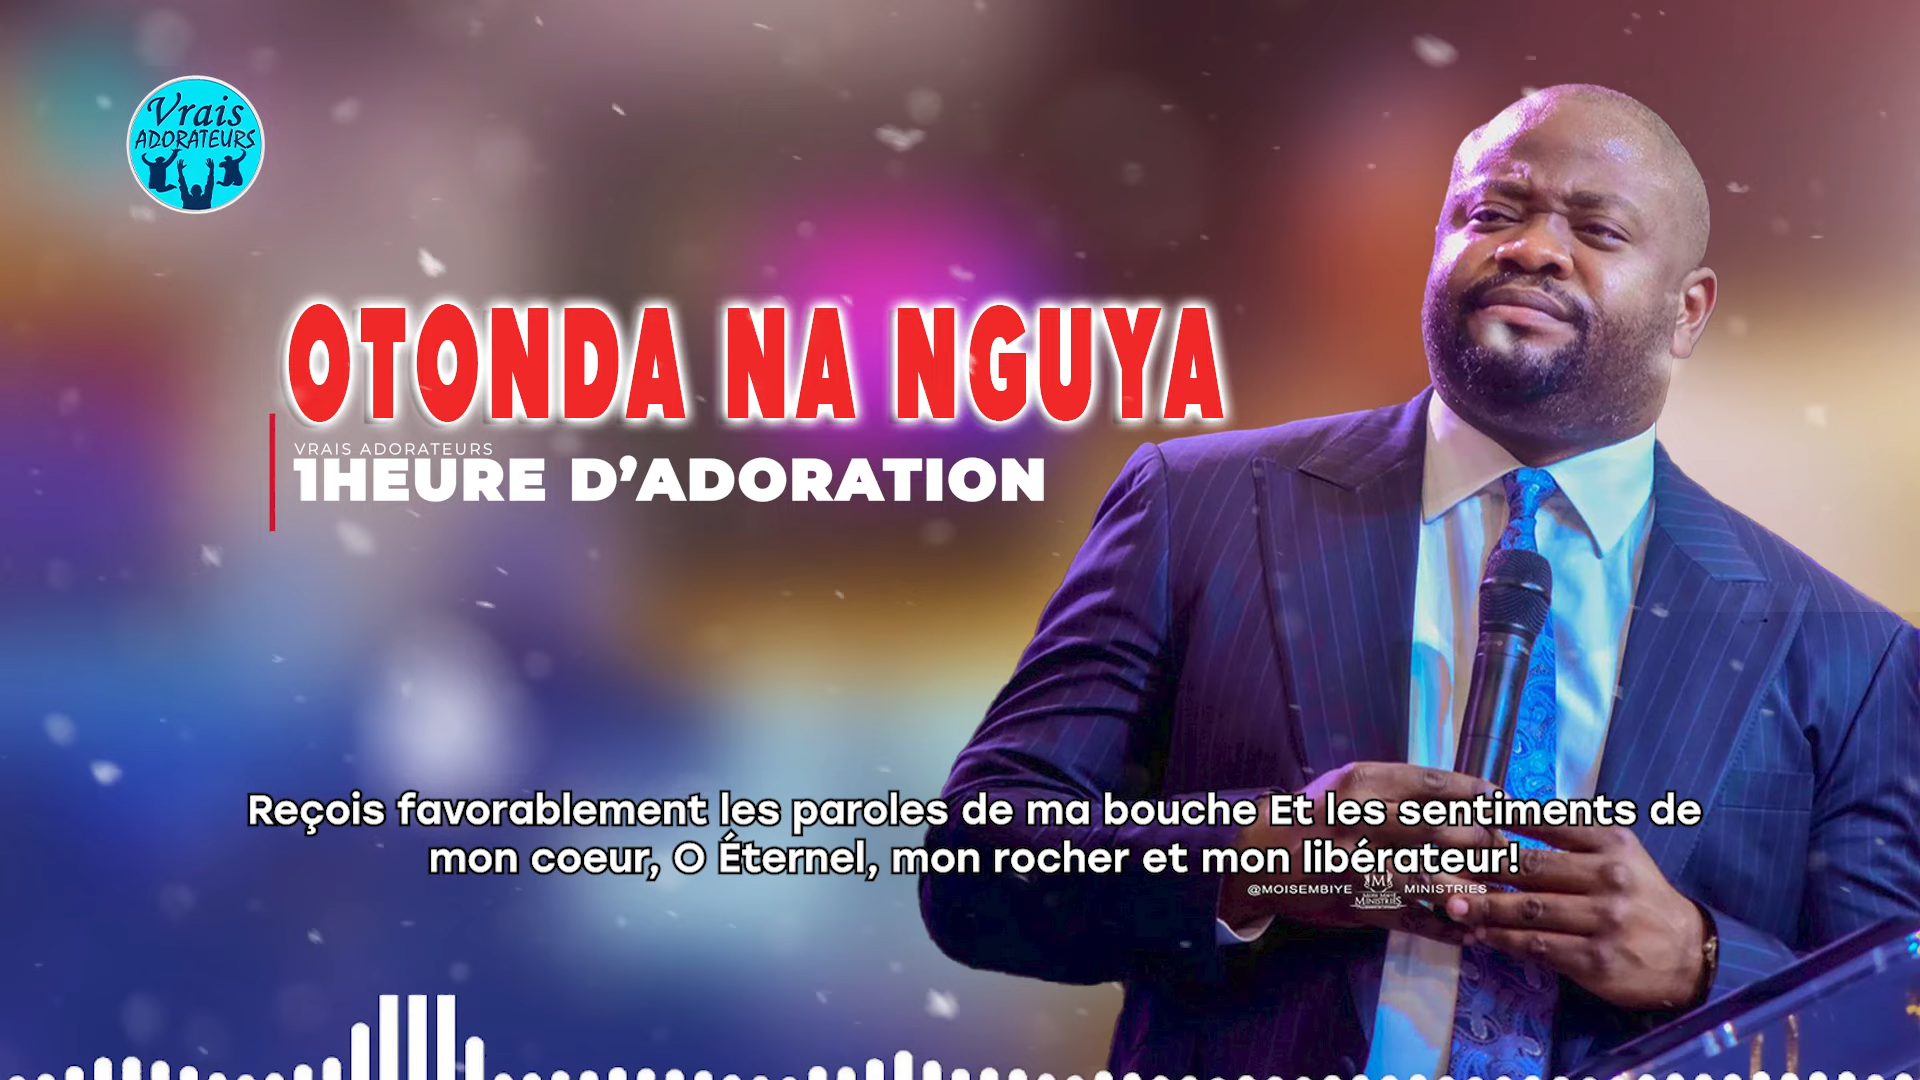 Vrais
ADORATEURS
OTONDA NA NGUYA
VRAIS ADORATEURS
1HEURE D’ADORATION
Reçois favorablement les paroles de ma bouche Et les sentiments de
mon coeur, O Éternel, mon rocher et mon libérateur!
@MOISEMBIYE M MINISTRIES
MINISTRIES